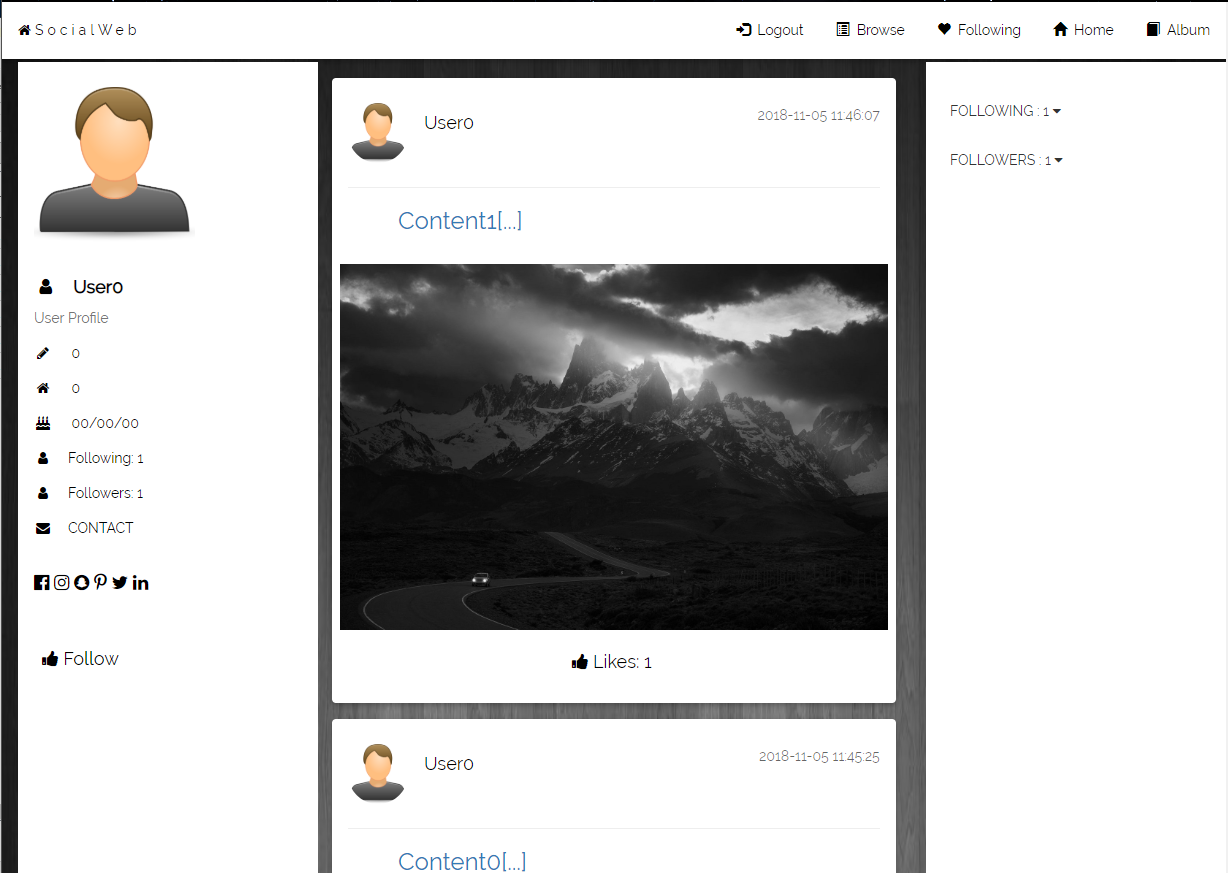 SocialWeb
Logout Browse Following Home Album
User0
User Profile
0
0
00/00/00
Following: 1
Followers: 1
CONTACT
Follow
User0
2018-11-05 11:46:07
Content1[...]
Likes: 1
User0
2018-11-05 11:45:25
Content0[...]
FOLLOWING : 1
FOLLOWERS : 1